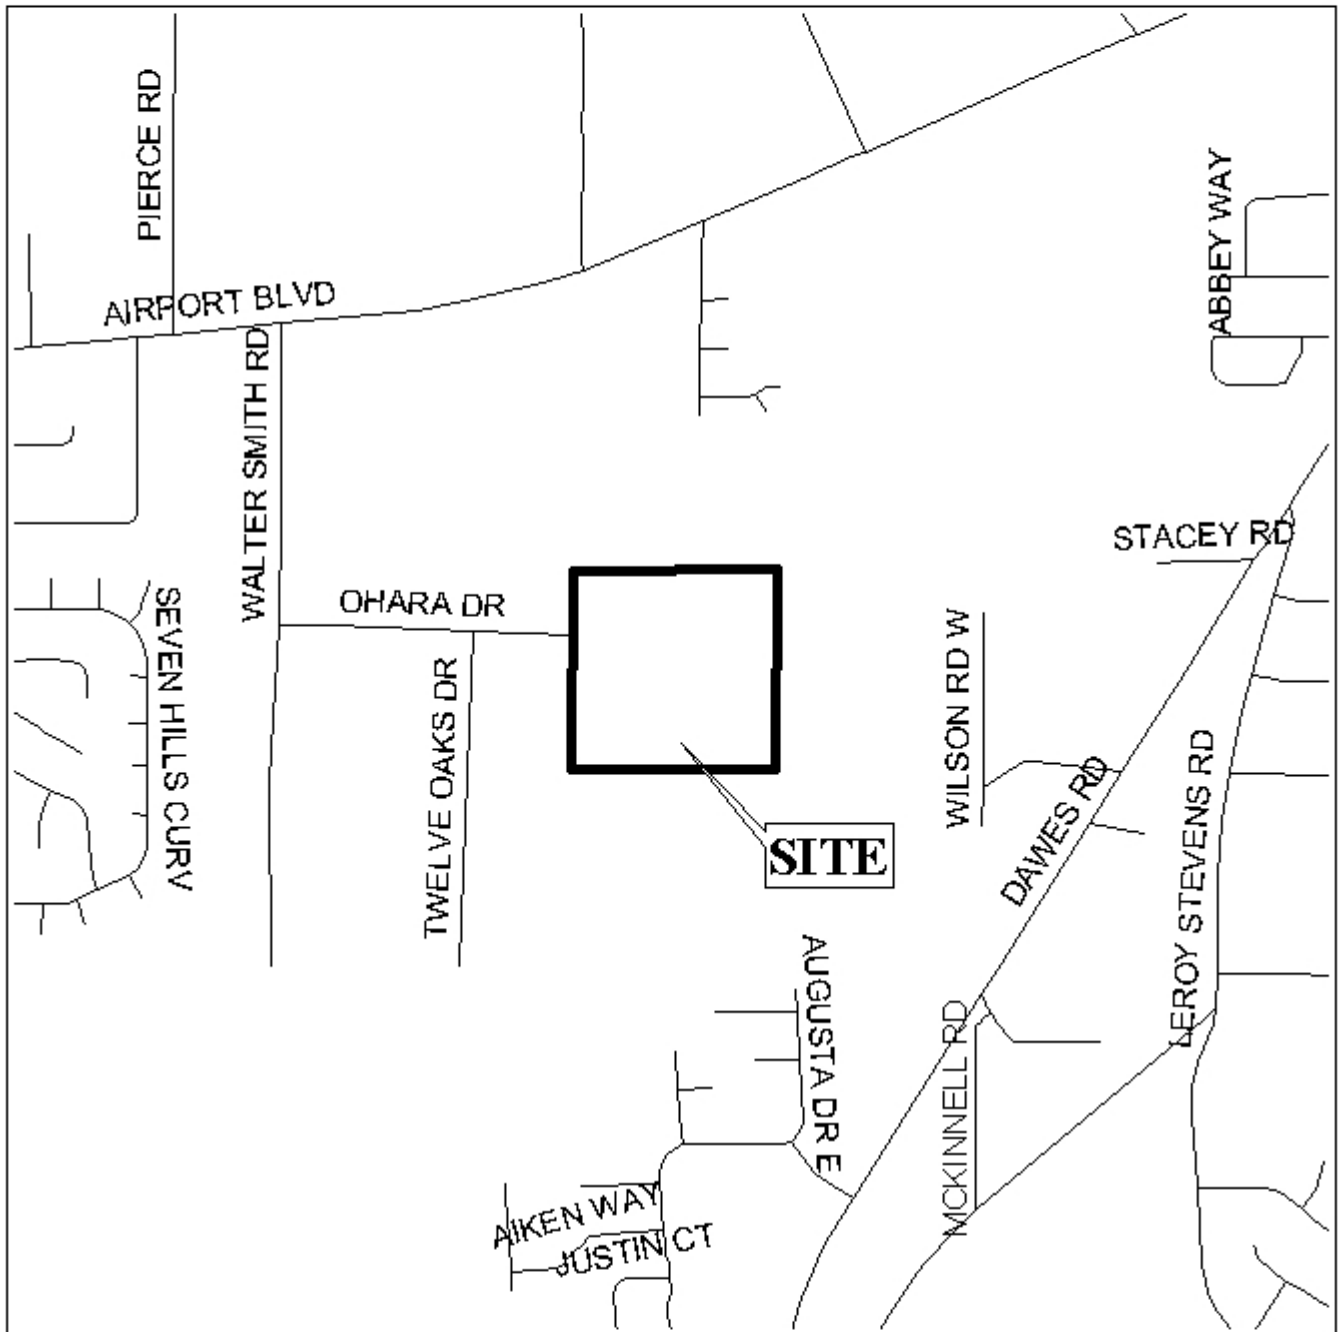 PIERCE RD
ABBEY WAY
AIRPORT BLVD
WALTER SMITH RD
STACEY RD
OHARA DR
SEVEN HILLS CURV
WILSON RD W
TWELVE OAKS DR
LEROY STEVENS RD
DAWES RD
SITE
AUGUSTA DR E
MCKINNELL RD
AIKEN WAY
JUSTIN CT